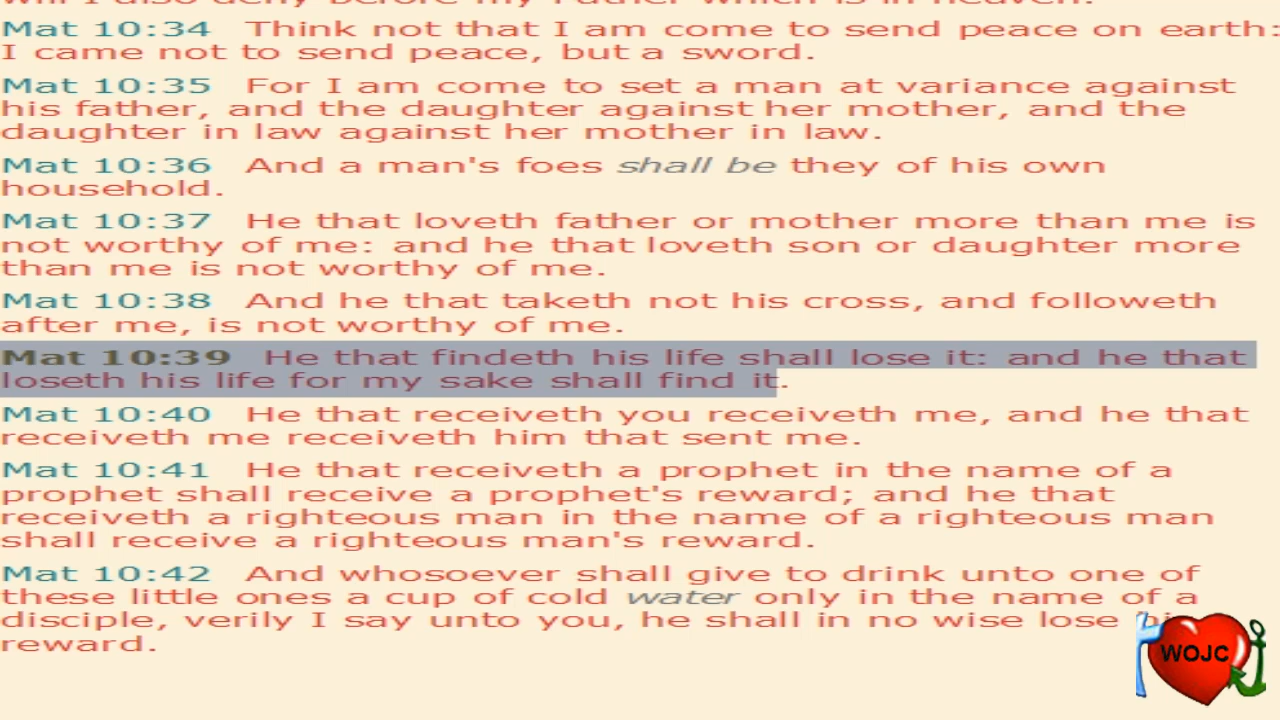 will I also deny before my Father which is in heaven.
Mat 10:34 Think not that I am come to send peace on earth:
I came not to send peace, but a sword.
Mat 10:35 For I am come to set a man at variance against
his father, and the daughter against her mother, and the
daughter in law against her mother in law.
Mat 10:36 And a man's foes shall be they of his own
household.
Mat 10:37 He that loveth father or mother more than me is
not worthy of me: and he that loveth son or daughter more
than me is not worthy of me.
Mat 10:38 And he that taketh not his cross, and followeth
after me, is not worthy of me.
Mat 10:39 He that findeth his life shall lose it: and he that
loseth his life for my sake shall find it.
Mat 10:40 He that receiveth you receiveth me, and he that
receiveth me receiveth him that sent me.
Mat 10:41 He that receiveth a prophet in the name of a
prophet shall receive a prophet's reward; and he that
receiveth a righteous man in the name of a righteous man
shall receive a righteous man's reward.
Mat 10:42 And whosoever shall give to drink unto one of
these little ones a cup of cold water only in the name of a
disciple, verily I say unto you, he shall in no wise lose
reward.
WOJC